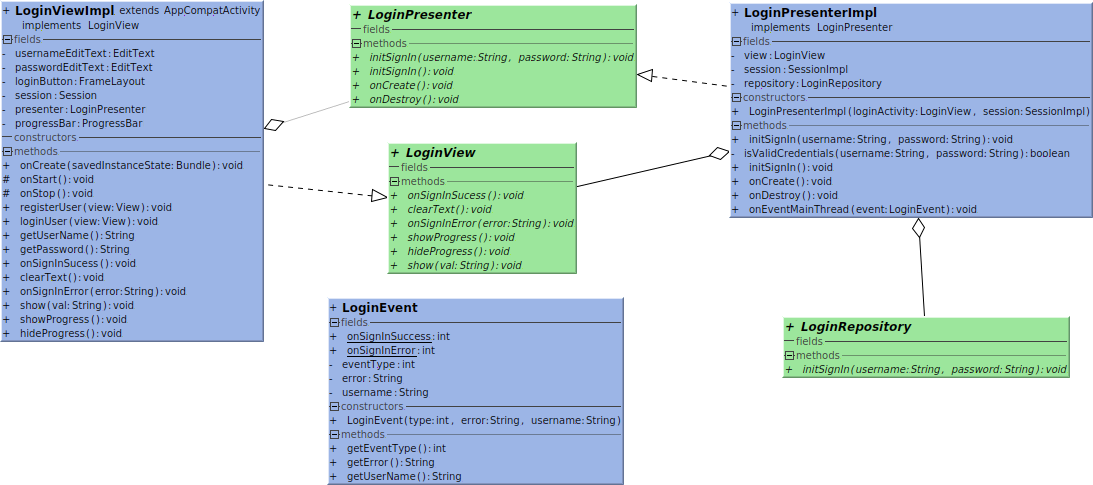 + LoginViewImpl extends AppCompatActivity
implements LoginView
fields
- usernameEditText:EditText
- passwordEditText:EditText
- loginButton:FrameLayout
- session:Session
- presenter:LoginPresenter
- progressBar:ProgressBar
constructors
methods
+ onCreate(savedInstanceState:Bundle):void
# onStart():void
# onStop():void
+ registerUser(view:View):void
+ loginUser(view:View):void
+ getUserName():String
+ getPassword():String
+ onSignInSucess():void
+ clearText():void
+ onSignInError(error:String):void
+ show(val:String):void
+ showProgress():void
+ hideProgress():void
+ LoginPresenter
fields
methods
+ initSignIn(username:String, password:String):void
+ initSignIn():void
+ onCreate():void
+ onDestroy():void
+ LoginView
fields
methods
+ onSignInSucess():void
+ clearText():void
+ onSignInError(error:String):void
+ showProgress():void
+ hideProgress():void
+ show(val:String):void
+ LoginEvent
fields
+ onSignInSuccess:int
+ onSignInError:int
- eventType:int
- error:String
- username:String
constructors
+ LoginEvent(type:int, error:String, username:String)
methods
+ getEventType():int
+ getError():String
+ getUserName():String
+ LoginPresenterImpl
implements LoginPresenter
fields
- view:LoginView
- session:SessionImpl
- repository:LoginRepository
constructors
+ LoginPresenterImpl(loginActivity:LoginView, session:SessionImpl)
methods
+ initSignIn(username:String, password:String):void
- isValidCredentials(username:String, password:String):boolean
+ initSignIn():void
+ onCreate():void
+ onDestroy():void
+ onEventMainThread(event:LoginEvent):void
+ LoginRepository
fields
methods
+ initSignIn(username:String, password:String):void